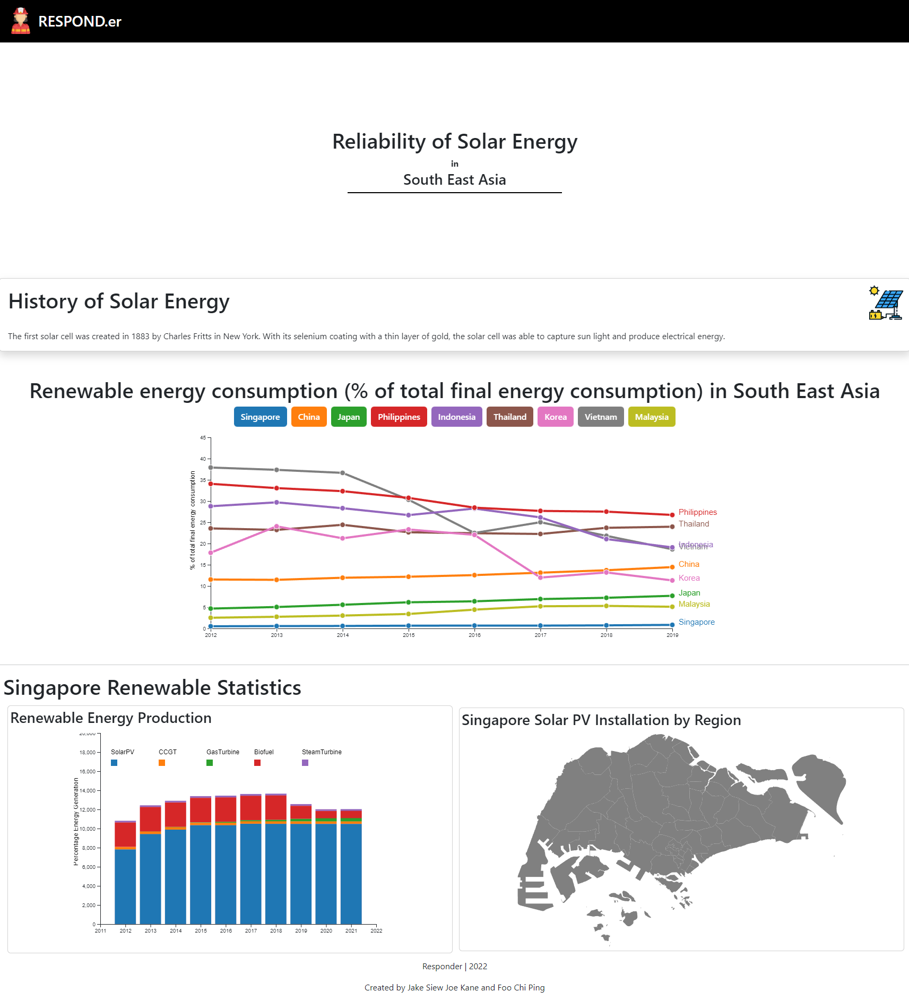 RESPOND.er
Reliability of Solar Energy
in
South East Asia
History of Solar Energy
The first solar cell was created in 1883 by Charles Fritts in New York. With its selenium coating with a thin layer of gold, the solar cell was able to capture sun light and produce electrical energy.
Renewable energy consumption (% of total final energy consumption) in South East Asia
Singapore China Japan Philippines Indonesia Thailand Korea Vietnam Malaysia
% of total final energy consumption
45
40
35
30
25
20
15
10
5
0
2012 2013 2014 2015 2016 2017 2018 2019
Philippines
Thailand
Indonesia
Vietnam
China
Korea
Japan
Malaysia
Singapore
Singapore Renewable Statistics
Renewable Energy Production
Percentage Energy Generation
20,000
18,000
16,000
14,000
12,000
10,000
8,000
6,000
4,000
2,000
0
SolarPV CCGT GasTurbine Biofuel SteamTurbine
2011 2012 2013 2014 2015 2016 2017 2018 2019 2020 2021 2022
Singapore Solar PV Installation by Region
Responder | 2022
Created by Jake Siew Joe Kane and Foo Chi Ping